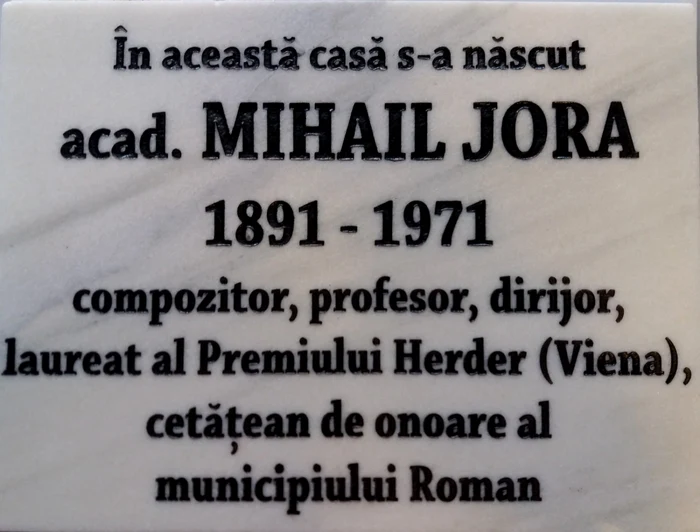 În această casă s-a născut
acad. MIHAIL JORA
1891 - 1971
compozitor, profesor, dirijor,
laureat al Premiului Herder (Viena),
cetățean de onoare al
municipiului Roman